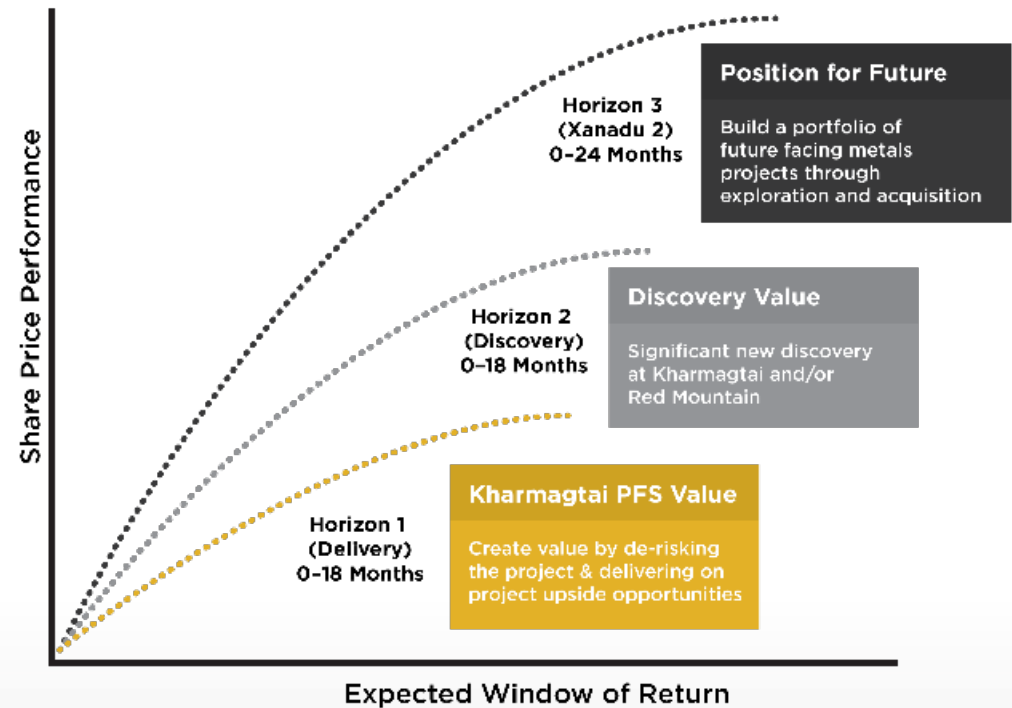 Share Price Performance
Horizon 3
(Xanadu 2)
0–24 Months
Position for Future
Build a portfolio of
future facing metals
projects through
exploration and acquisition
Horizon 2
(Discovery)
0–18 Months
Discovery Value
Significant new discovery
at Kharmagtai and/or
Red Mountain
Horizon 1
(Delivery)
0–18 Months
Kharmagtai PFS Value
Create value by de-risking
the project & delivering on
project upside opportunities
Expected Window of Return